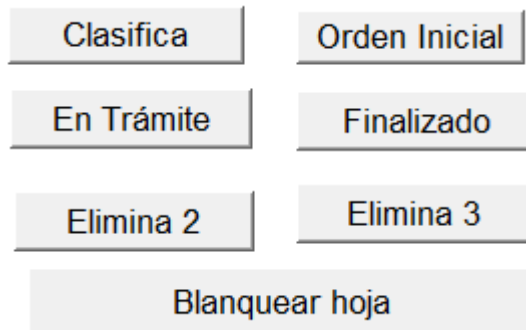 Clasifica
Orden Inicial
En Trámite
Finalizado
Elimina 2
Elimina 3
Blanquear hoja